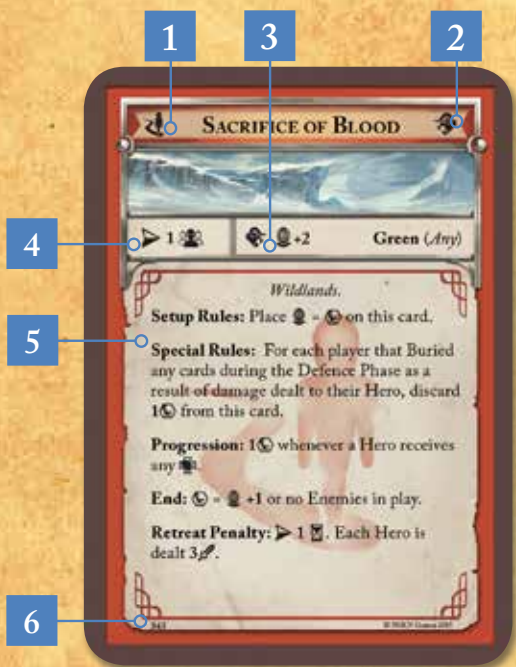 1
3
2
SACRIFICE OF BLOOD
4
1
+2
Green (Any)
Wildlands.
5
Setup Rules: Place = on this card.
Special Rules: For each player that Buried
any cards during the Defence Phase as a
result of damage dealt to their Hero, discard
1 from this card.
Progression: 1 whenever a Hero receives
any .
End: = +1 or no Enemies in play.
Retreat Penalty: 1 . Each Hero is
dealt 3 .
6